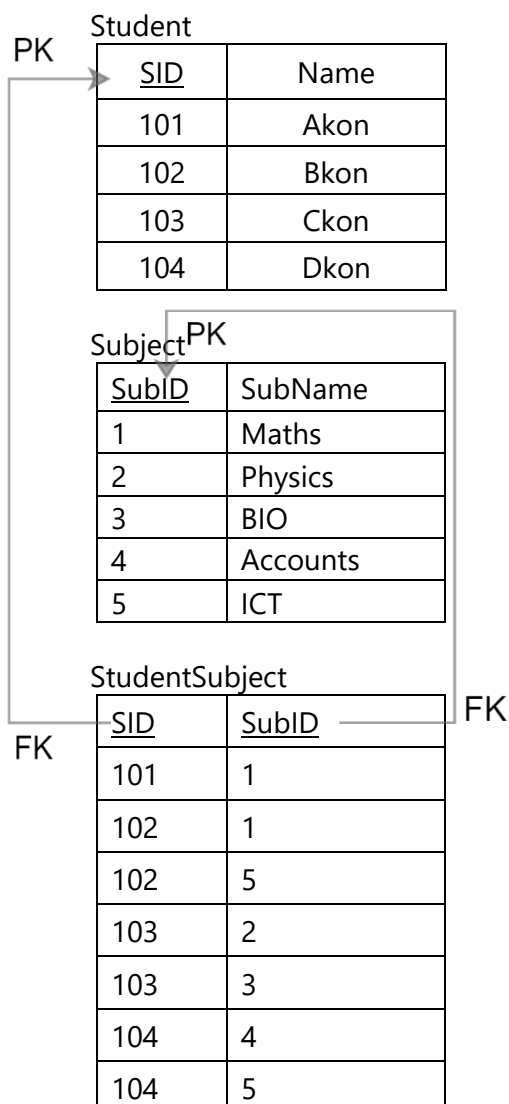 Student
PK
SID Name
101 Akon
102 Bkon
103 Ckon
104 Dkon
PK
Subject
SubID SubName
1 Maths
2 Physics
3 BIO
4 Accounts
5 ICT
StudentSubject
SID SubID
FK
FK
101 1
102 1
102 5
103 2
103 3
104 4
104 5